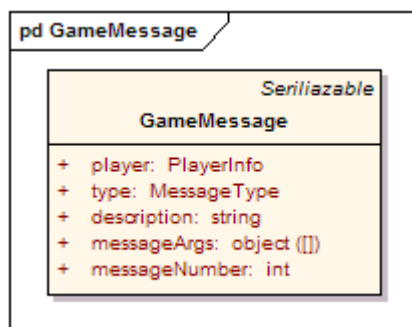 pd GameMessage
Seriliazable
GameMessage
+ player: PlayerInfo
+ type: MessageType
+ description: string
+ messageArgs: object ([])
+ messageNumber: int